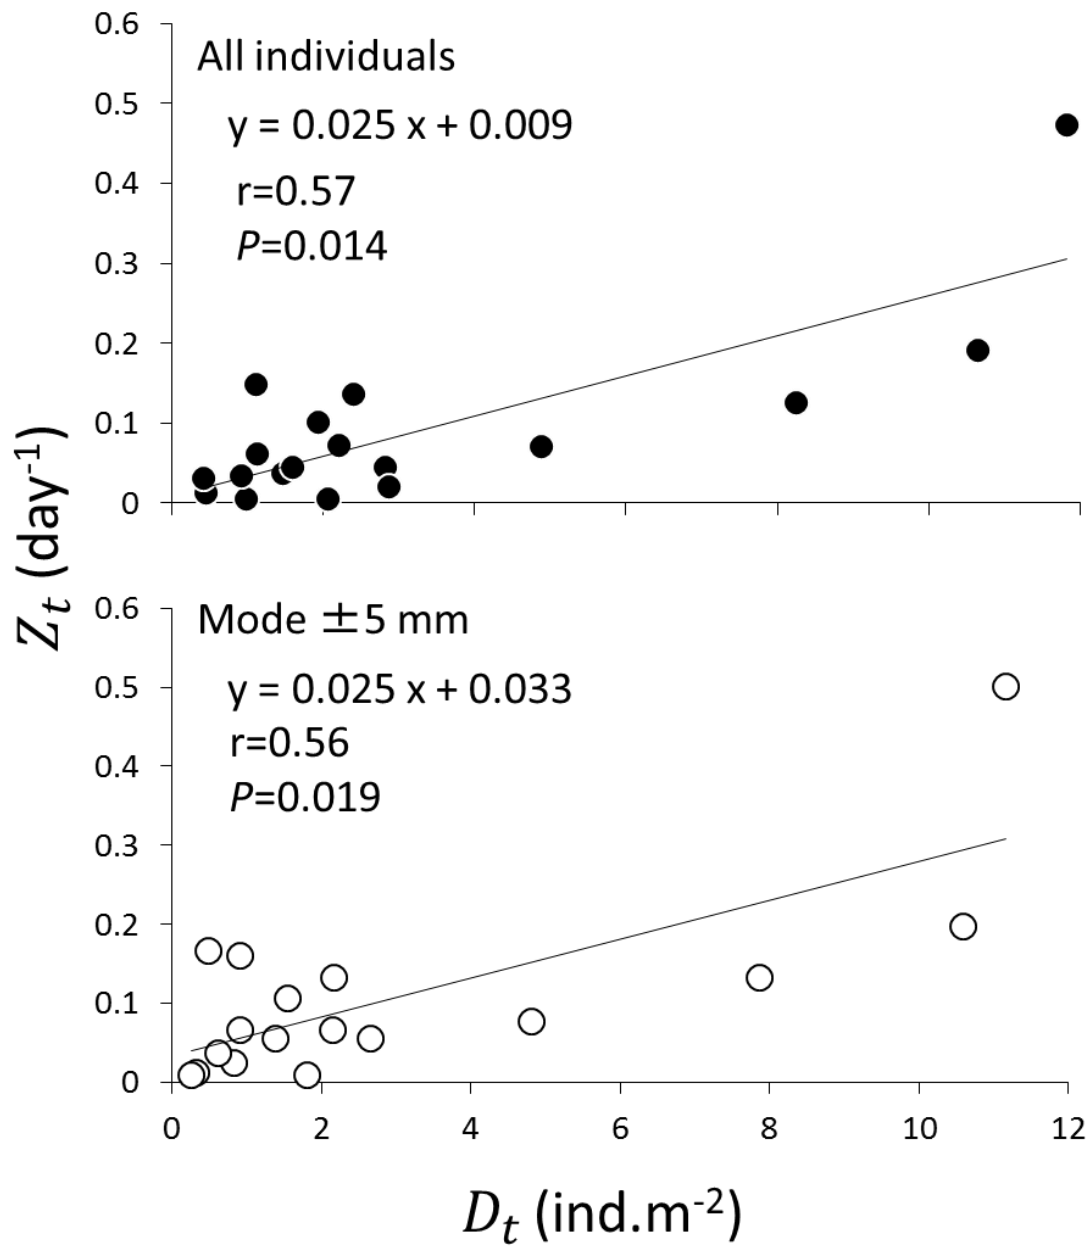 0.6
All individuals
0.5
y = 0.025 x + 0.009
0.4
r=0.57
P=0.014
0.3
0.2
0.1
0
Z_t (day^-1)
0.6
Mode ±5 mm
0.5
y = 0.025 x + 0.033
r=0.56
0.4
P=0.019
0.3
0.2
0.1
0
0 2 4 6 8 10 12
D_t (ind.m^-2)